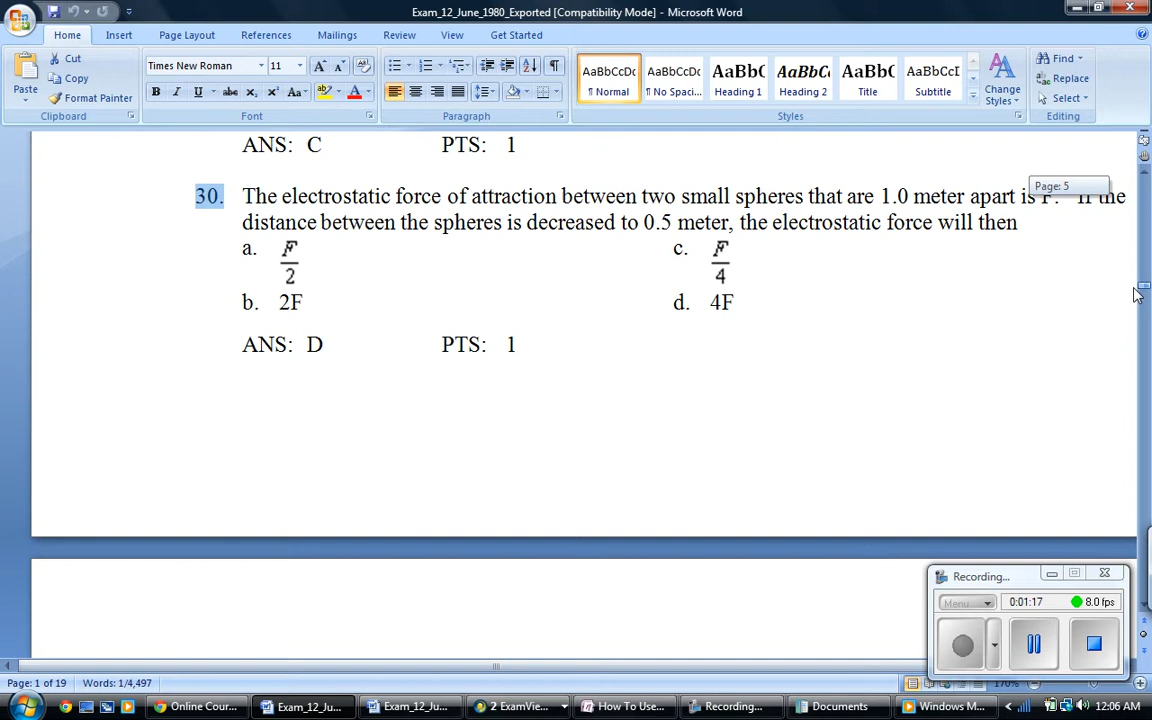 Exam_12_June_1980_Exported [Compatibility Mode] - Microsoft Word
Home Insert Page Layout References Mailings Review View Get Started
Paste Cut Copy Format Painter Clipboard
Times New Roman 11 Font
Paragraph
AaBbCcDc AaBbCcDc AaBbC AaBbCc AaBbC AaBbCcI
¶ Normal ¶ No Spaci... Heading 1 Heading 2 Title Subtitle
Change Styles Styles
Find Replace Select Editing
ANS: C PTS: 1
Page: 5
30. The electrostatic force of attraction between two small spheres that are 1.0 meter apart is F. If the
distance between the spheres is decreased to 0.5 meter, the electrostatic force will then
a. F/2 c. F/4
b. 2F d. 4F
ANS: D PTS: 1
Recording...
Menu 0:01:17 8.0 fps
Page: 1 of 19 Words: 1/4,497 170%
Online Cour... Exam_12_Ju... Exam_12_Ju... 2 ExamVie... How To Use... Recording... Documents Windows M... 12:06 AM